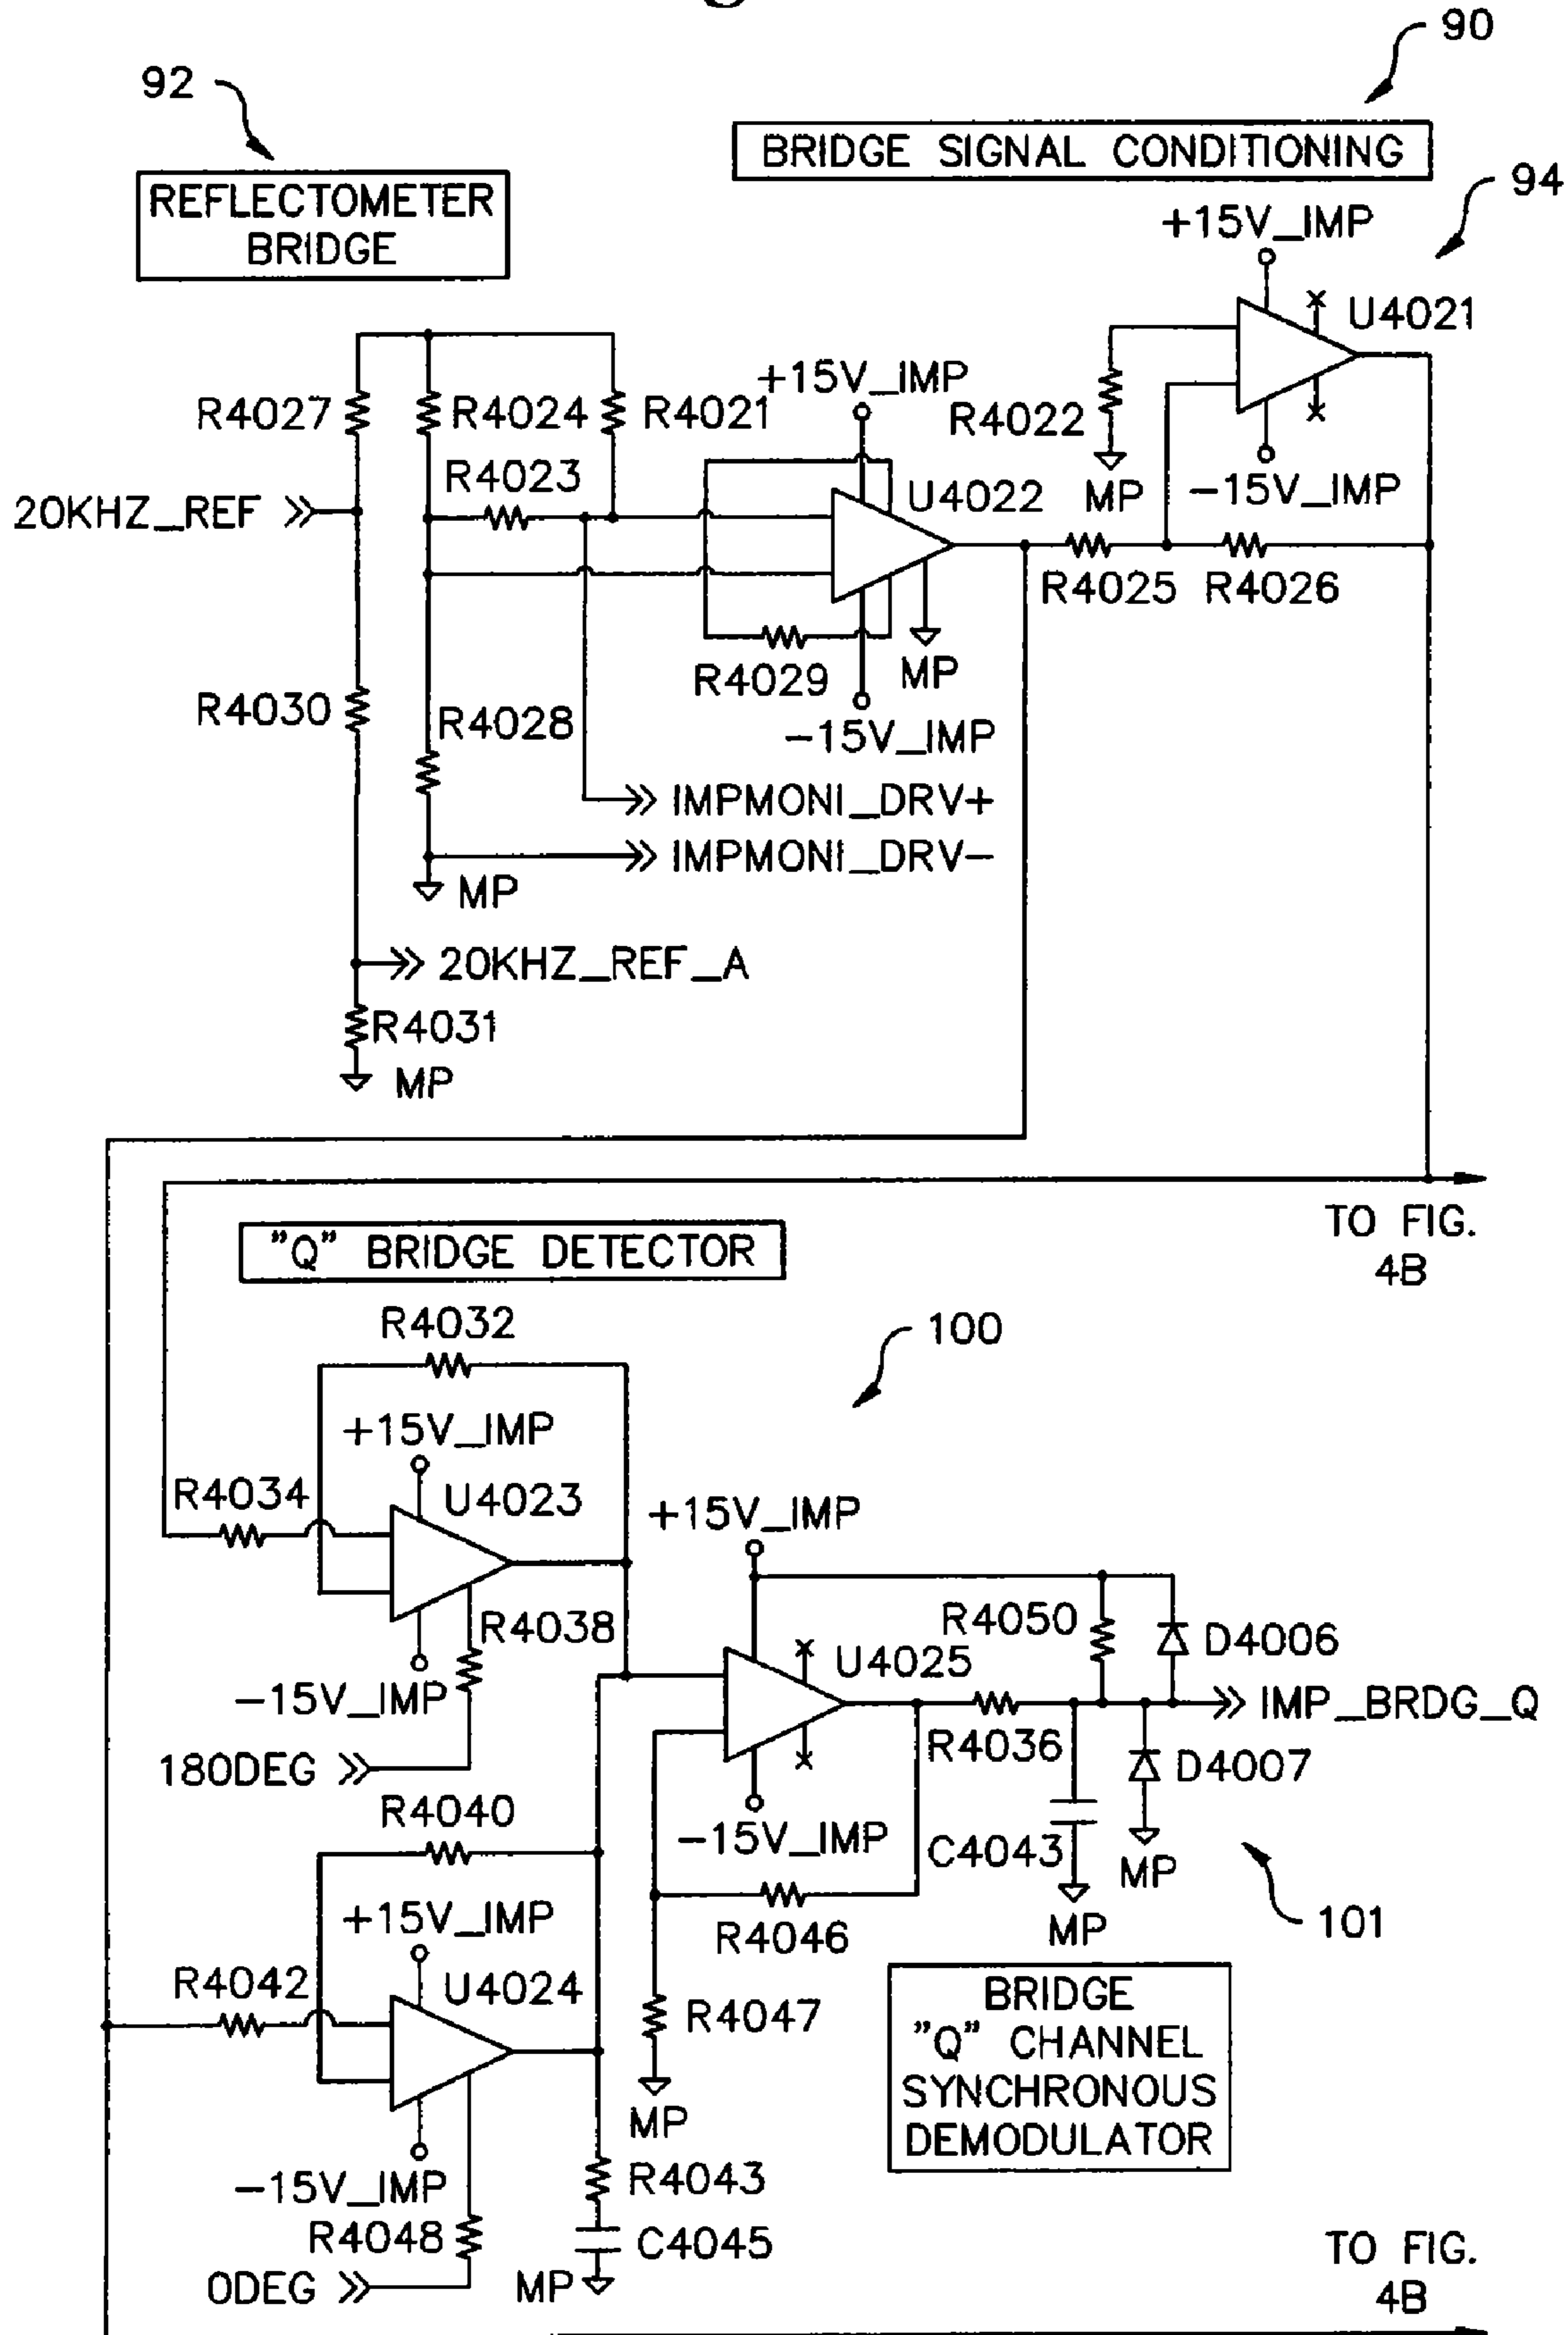 90
92
BRIDGE SIGNAL CONDITIONING
REFLECTOMETER
BRIDGE
94
+15V_IMP
U4021
+15V_IMP
R4027
R4024
R4021
R4022
R4023
U4022
MP
-15V_IMP
20KHZ_REF
R4025
R4026
R4029
MP
R4030
R4028
-15V_IMP
IMPMONI_DRV+
IMPMONI_DRV-
MP
20KHZ_REF_A
R4031
MP
TO FIG.
4B
"Q" BRIDGE DETECTOR
R4032
100
+15V_IMP
R4034
U4023
+15V_IMP
R4038
R4050
D4006
U4025
-15V_IMP
IMP_BRDG_Q
R4036
180DEG
D4007
R4040
-15V_IMP
C4043
MP
+15V_IMP
101
R4046
MP
R4042
U4024
BRIDGE
"Q" CHANNEL
SYNCHRONOUS
DEMODULATOR
R4047
MP
-15V_IMP
R4043
R4048
C4045
0DEG
MP
TO FIG.
4B